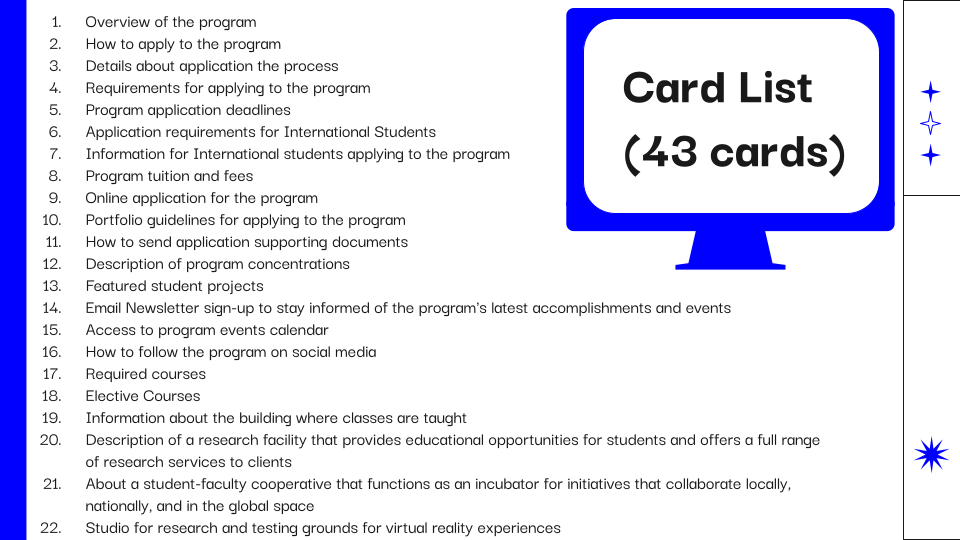 1. Overview of the program
2. How to apply to the program
3. Details about application the process
4. Requirements for applying to the program
5. Program application deadlines
6. Application requirements for International Students
7. Information for International students applying to the program
8. Program tuition and fees
9. Online application for the program
10. Portfolio guidelines for applying to the program
11. How to send application supporting documents
12. Description of program concentrations
13. Featured student projects
14. Email Newsletter sign-up to stay informed of the program's latest accomplishments and events
15. Access to program events calendar
16. How to follow the program on social media
17. Required courses
18. Elective Courses
19. Information about the building where classes are taught
20. Description of a research facility that provides educational opportunities for students and offers a full range
of research services to clients
21. About a student-faculty cooperative that functions as an incubator for initiatives that collaborate locally,
nationally, and in the global space
22. Studio for research and testing grounds for virtual reality experiences
Card List
(43 cards)